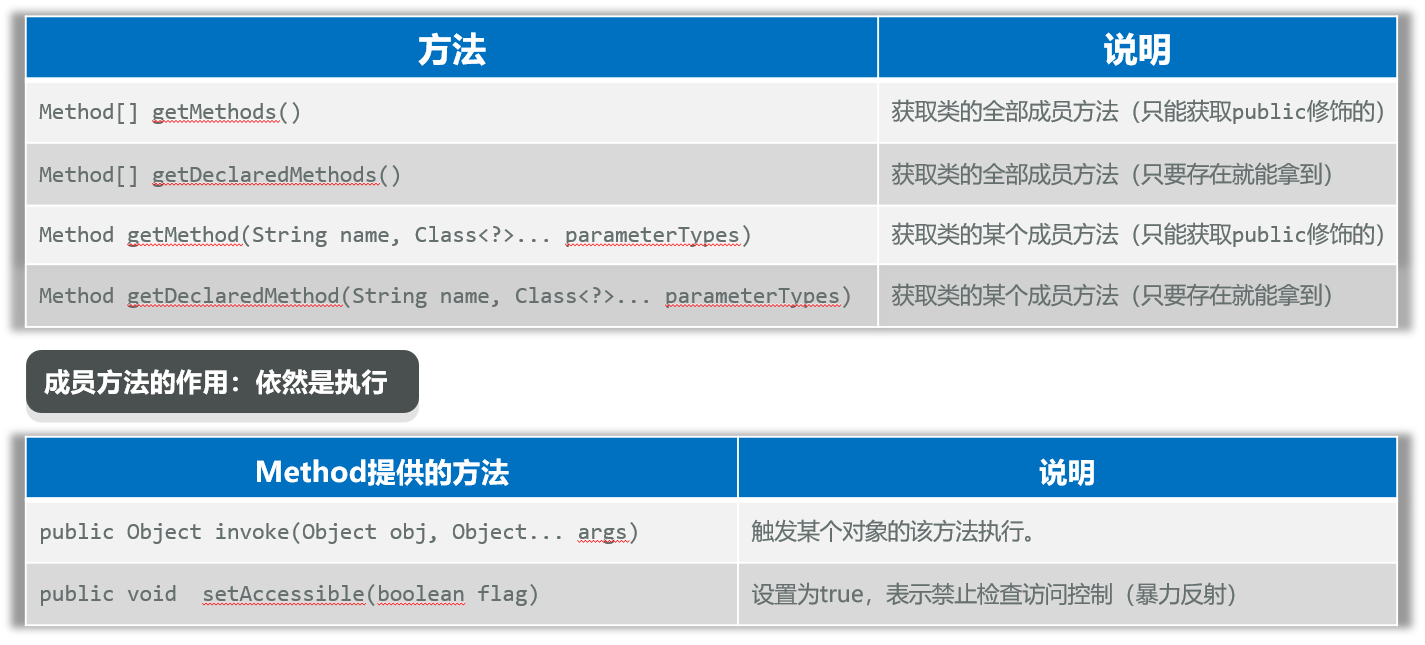 方法 说明
Method[] getMethods() 获取类的全部成员方法（只能获取public修饰的）
Method[] getDeclaredMethods() 获取类的全部成员方法（只要存在就能拿到）
Method getMethod(String name, Class<?>... parameterTypes) 获取类的某个成员方法（只能获取public修饰的）
Method getDeclaredMethod(String name, Class<?>... parameterTypes) 获取类的某个成员方法（只要存在就能拿到）
成员方法的作用：依然是执行
Method提供的方法 说明
public Object invoke(Object obj, Object... args) 触发某个对象的该方法执行。
public void  setAccessible(boolean flag) 设置为true，表示禁止检查访问控制（暴力反射）